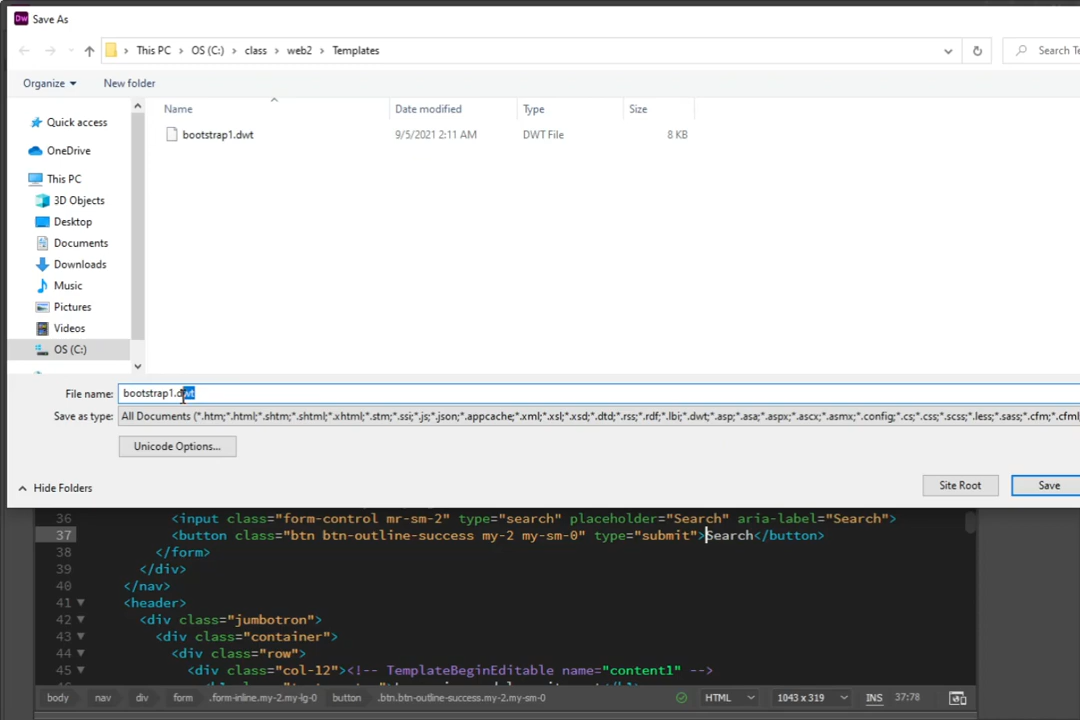 Dw Save As
This PC > OS (C:) > class > web2 > Templates
Search Te
Organize
New folder
Name
Date modified
Type
Size
Quick access
bootstrap1.dwt
9/5/2021 2:11 AM
DWT File
8 KB
OneDrive
This PC
3D Objects
Desktop
Documents
Downloads
Music
Pictures
Videos
OS (C:)
File name: bootstrap1.dwt
Save as type: All Documents (*.htm;*.html;*.shtm;*.shtml;*.xhtml;*.stm;*.ssi;*.js;*.json;*.appcache;*.xml;*.xsl;*.xsd;*.dtd;*.rss;*.rdf;*.lbi;*.dwt;*.asp;*.asa;*.aspx;*.ascx;*.asmx;*.config;*.cs;*.css;*.scss;*.less;*.sass;*.cfm;*.cfml
Unicode Options...
Hide Folders
Site Root
Save
36 <input class="form-control mr-sm-2" type="search" placeholder="Search" aria-label="Search">
37 <button class="btn btn-outline-success my-2 my-sm-0" type="submit">Search</button>
38 </form>
39 </div>
40 </nav>
41 <header>
42 <div class="jumbotron">
43 <div class="container">
44 <div class="row">
45 <div class="col-12"><!-- TemplateBeginEditable name="content1" -->
body
nav
div
form
.form-inline.my-2.my-lg-0
button
.btn.btn-outline-success.my-2.my-sm-0
HTML
1043 x 319
INS
37:78